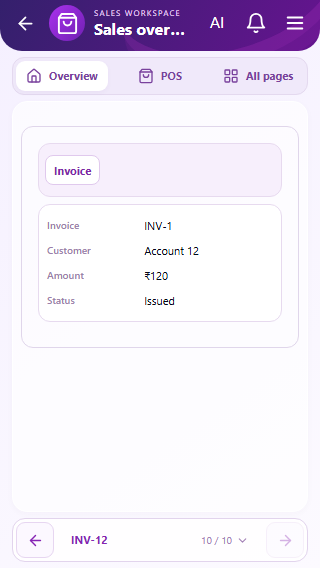 SALES WORKSPACE
Sales over...
AI
Overview
POS
All pages
Invoice
Invoice INV-1
Customer Account 12
Amount ₹120
Status Issued
INV-12
10 / 10